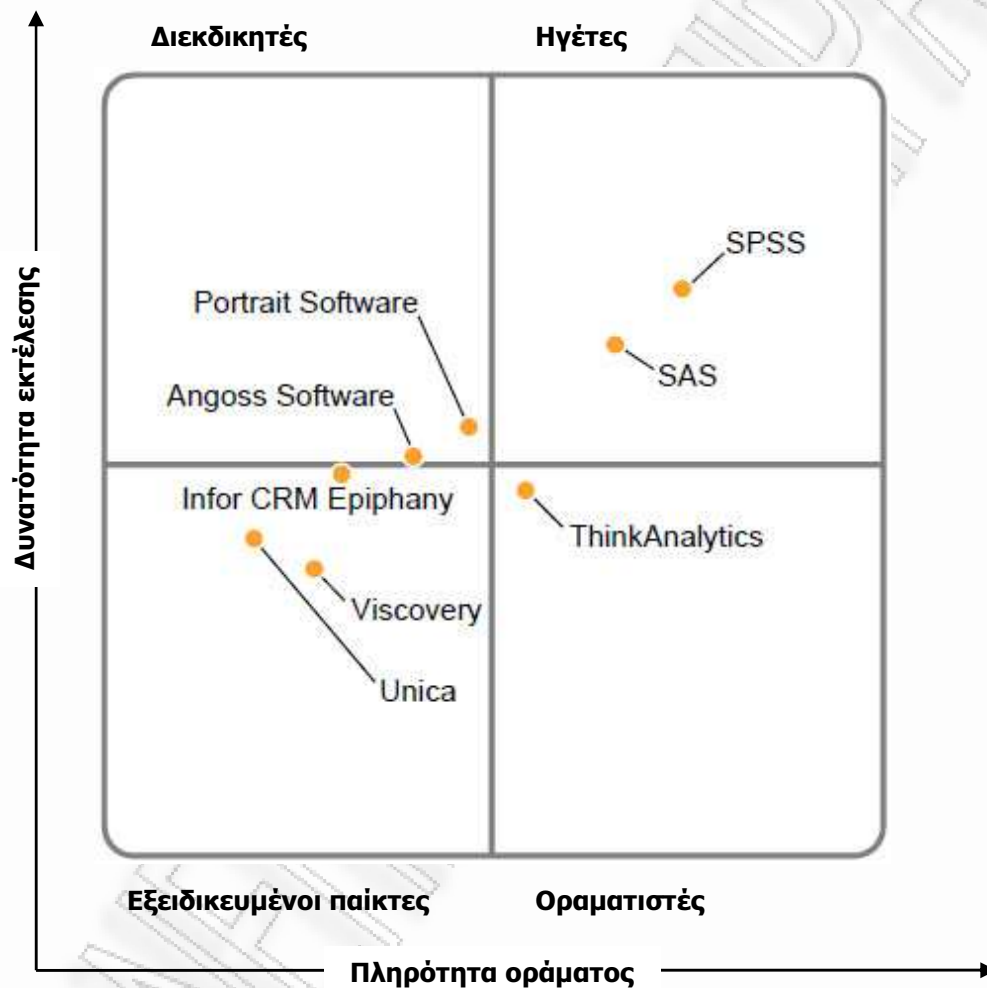 Διεκδικητές
Ηγέτες
Δυνατότητα εκτέλεσης
SPSS
Portrait Software
SAS
Angoss Software
Infor CRM Epiphany
ThinkAnalytics
Viscovery
Unica
Εξειδικευμένοι παίκτες
Οραματιστές
Πληρότητα οράματος